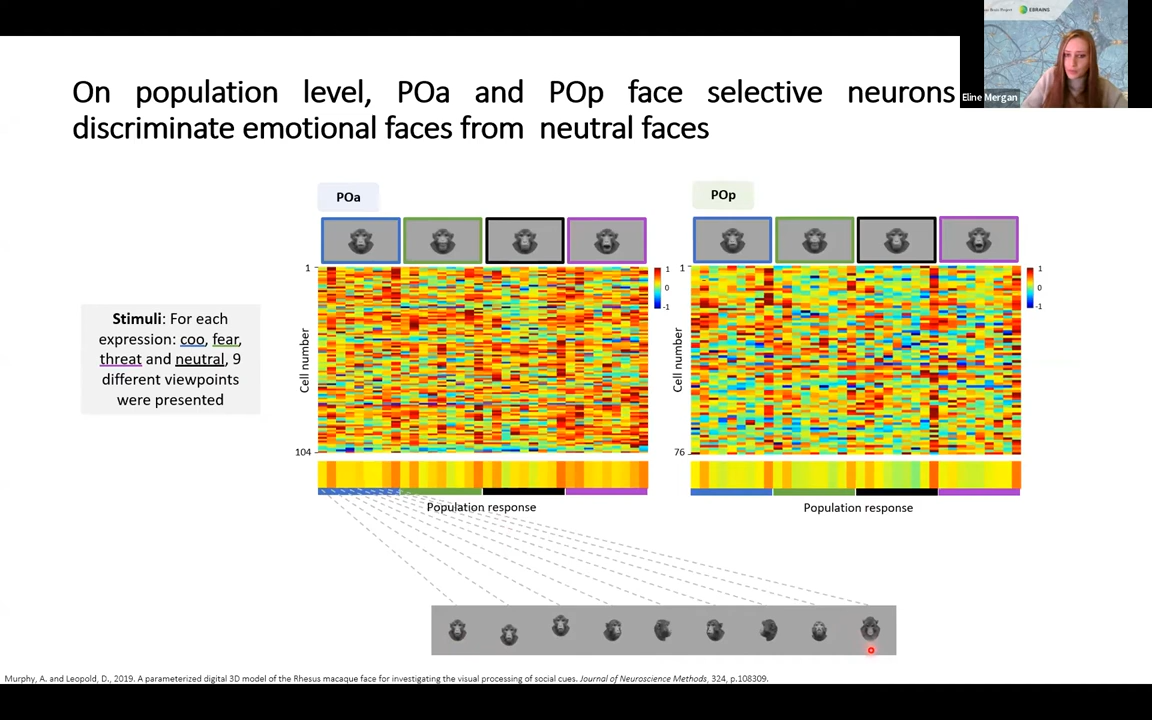 EBRAINS
Eline Mergan
On population level, POa and POp face selective neurons
discriminate emotional faces from neutral faces
POa
POp
1
1
0
-1
1
1
0
-1
Stimuli: For each
expression: coo, fear,
threat and neutral, 9
different viewpoints
were presented
Cell number
Cell number
104
76
Population response
Population response
Murphy, A. and Leopold, D., 2019. A parameterized digital 3D model of the Rhesus macaque face for investigating the visual processing of social cues. Journal of Neuroscience Methods, 324, p.108309.